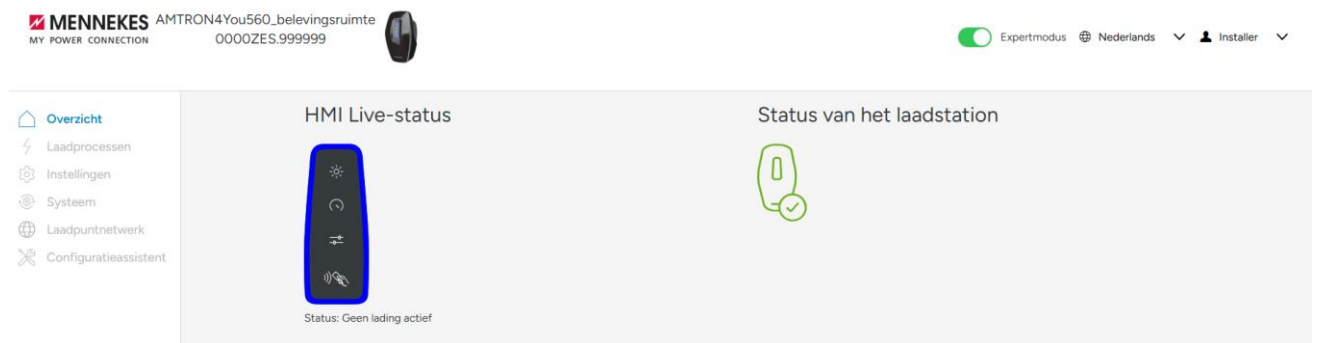 MENNEKES
MY POWER CONNECTION
AMTRON4You560_belevingsruimte
0000ZES.999999
Expertmodus Nederlands Installer
Overzicht
Laadprocessen
Instellingen
Systeem
Laadpuntnetwerk
Configuratieassistent
HMI Live-status
Status: Geen lading actief
Status van het laadstation